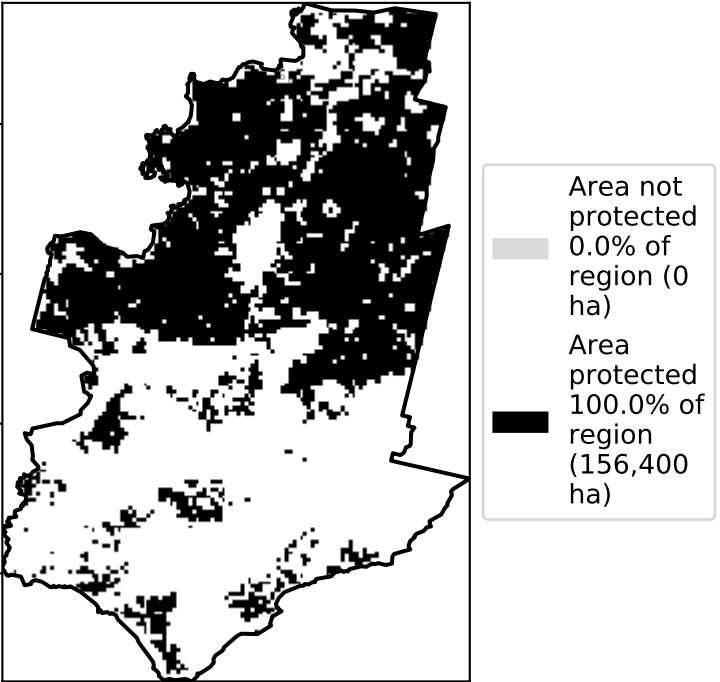 Area not
protected
0.0% of
region (0
ha)
Area
protected
100.0% of
region
(156,400
ha)